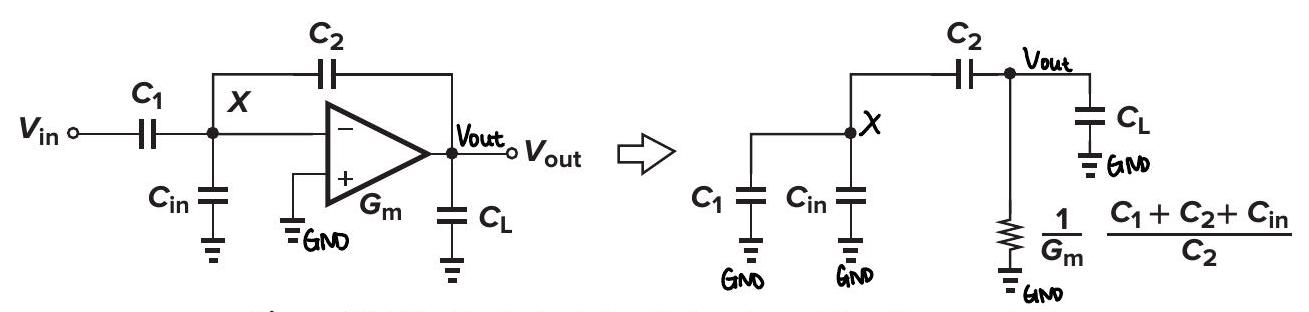 C2
C1
X
Vin
Vout
Vout
Cin
Gm
GND
CL
C2
Vout
X
CL
GND
C1
Cin
1
Gm
C1 + C2 + Cin
C2
GND
GND
GND